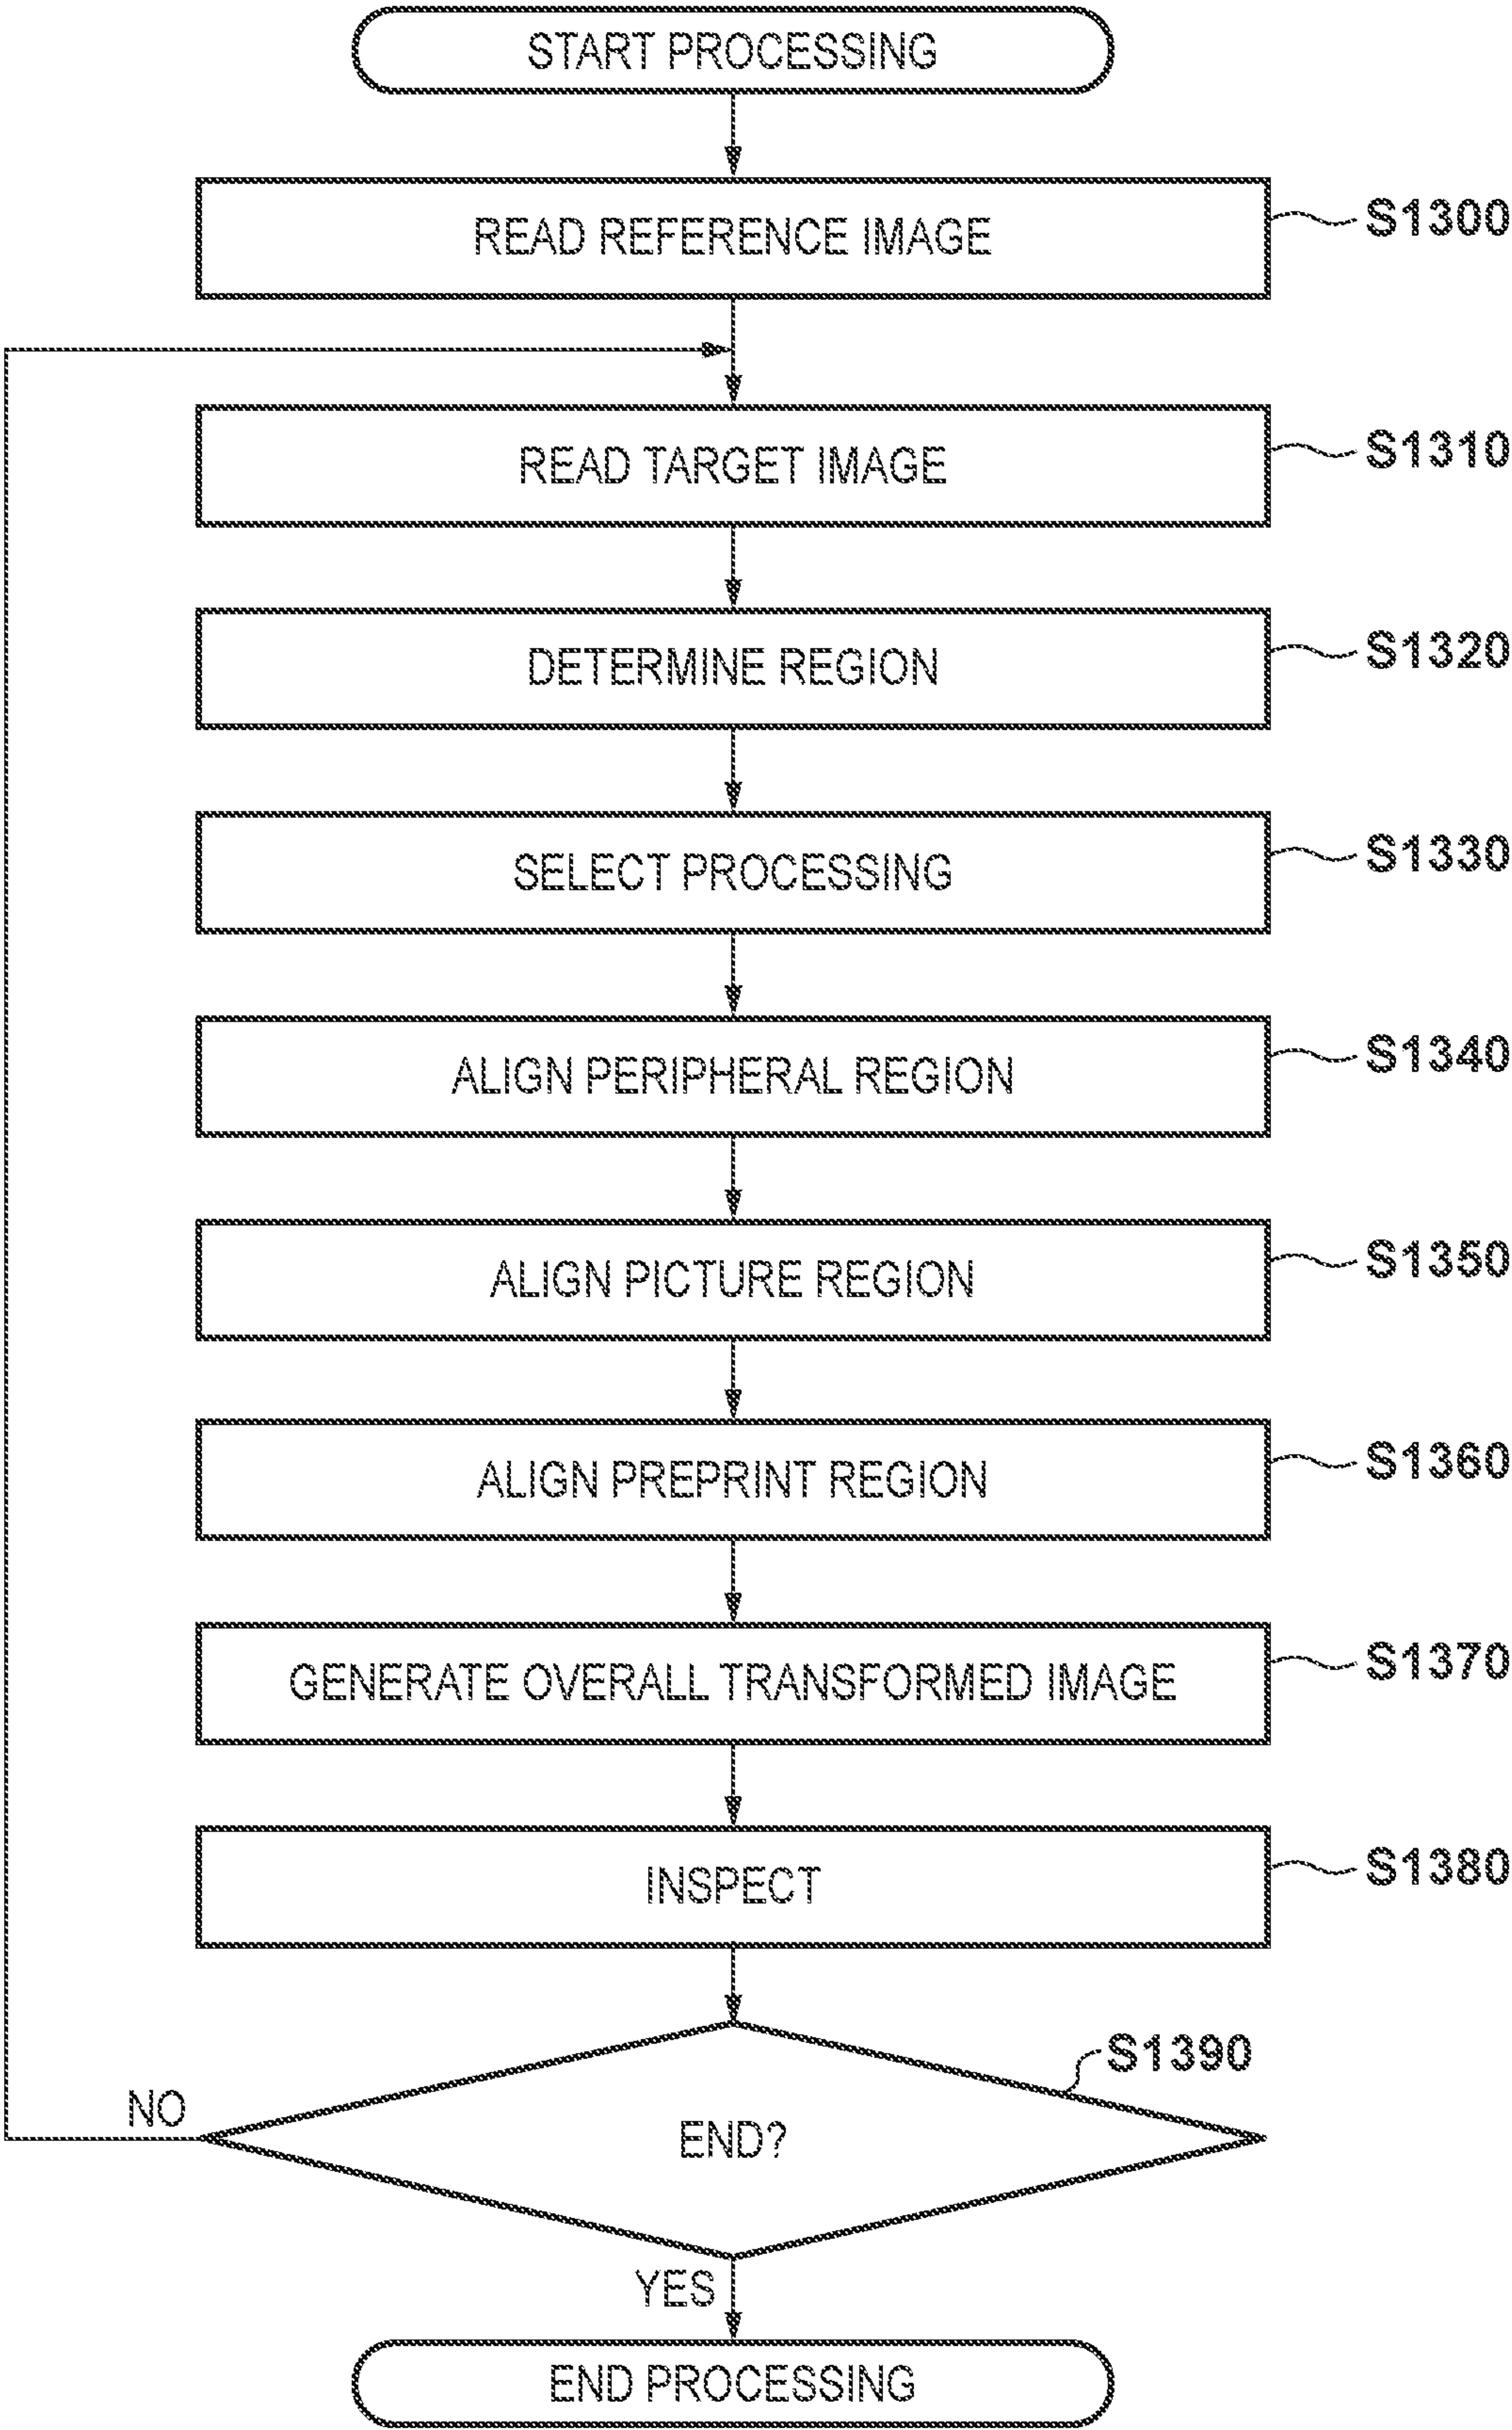 START PROCESSING
READ REFERENCE IMAGE
S1300
READ TARGET IMAGE
S1310
DETERMINE REGION
S1320
SELECT PROCESSING
S1330
ALIGN PERIPHERAL REGION
S1340
ALIGN PICTURE REGION
S1350
ALIGN PREPRINT REGION
S1360
GENERATE OVERALL TRANSFORMED IMAGE
S1370
INSPECT
S1380
S1390
NO
END?
YES
END PROCESSING